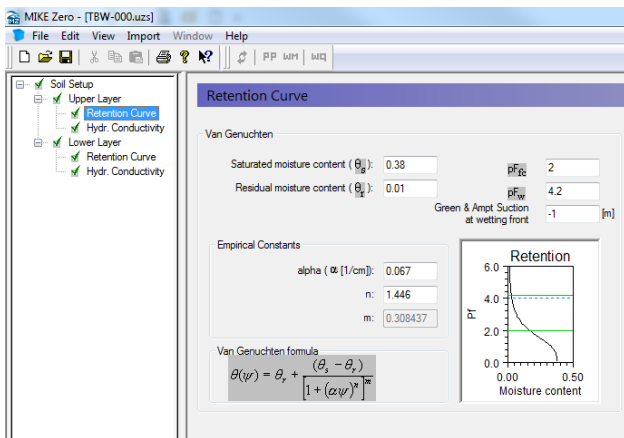 MIKE Zero - [TBW-000.uzs]
File Edit View Import Window Help
PP WM WQ
Soil Setup
Upper Layer
Retention Curve
Hydr. Conductivity
Lower Layer
Retention Curve
Hydr. Conductivity
Retention Curve
Van Genuchten
Saturated moisture content ( θs ): 0.38
pFfc 2
Residual moisture content ( θr ): 0.01
pFw 4.2
Green & Ampt Suction
at wetting front -1 [m]
Empirical Constants
alpha ( α [1/cm]): 0.067
n: 1.446
m: 0.308437
Van Genuchten formula
θ(ψ) = θr + (θs − θr) / [1 + (αψ)^n]^m
Retention
6.0
4.0
Pf
2.0
0.0
0.00 0.50
Moisture content